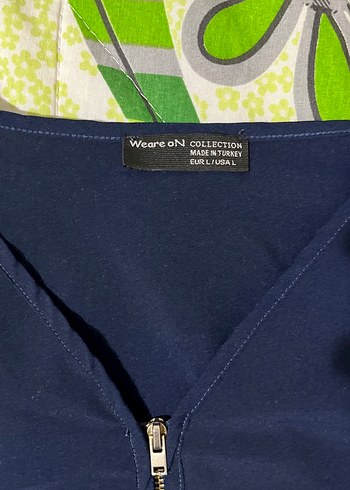 Weare oN COLLECTION
MADE IN TURKEY
EUR L / USA L